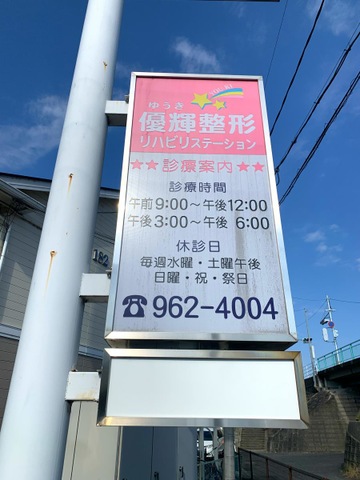 ゆうき
優輝整形
リハビリステーション
★★診療案内★★
診療時間
午前9:00〜午後12:00
午後3:00〜午後 6:00
休診日
毎週水曜・土曜午後
日曜・祝・祭日
☎962-4004